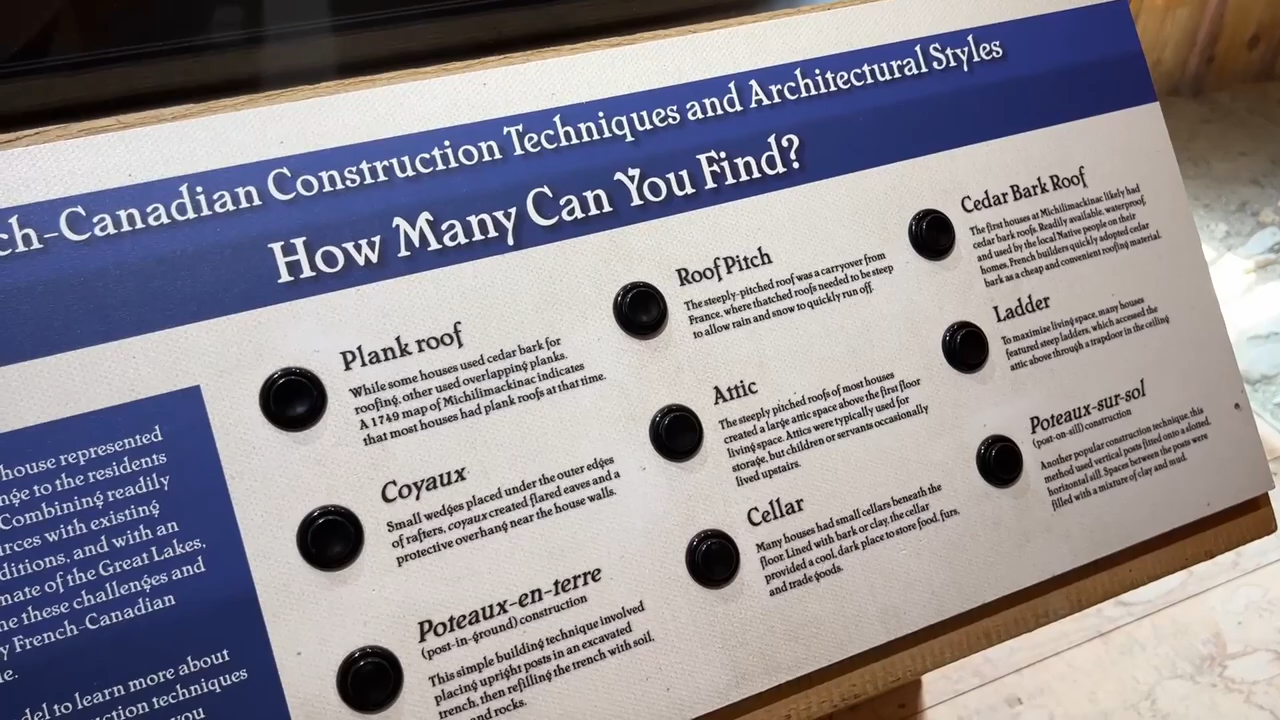 ch-Canadian Construction Techniques and Architectural Styles
How Many Can You Find?
house represented
nge to the residents
Combining readily
rces with existing
ditions, and with an
mate of the Great Lakes,
e these challenges and
y French-Canadian
le.
del to learn more about
uction techniques
you
Plank roof
While some houses used cedar bark for
roofing, other used overlapping planks.
A 1749 map of Michilimackinac indicates
that most houses had plank roofs at that time.
Coyaux
Small wedges placed under the outer edges
of rafters, coyaux created flared eaves and a
protective overhang near the house walls.
Poteaux-en-terre
(post-in-ground) construction
This simple building technique involved
placing upright posts in an excavated
trench, then refilling the trench with soil,
and rocks.
Roof Pitch
The steeply-pitched roof was a carryover from
France, where thatched roofs needed to be steep
to allow rain and snow to quickly run off.
Attic
The steeply pitched roofs of most houses
created a large attic space above the first floor
living space. Attics were typically used for
storage, but children or servants occasionally
lived upstairs.
Cellar
Many houses had small cellars beneath the
floor. Lined with bark or clay, the cellar
provided a cool, dark place to store food, furs,
and trade goods.
Cedar Bark Roof
The first houses at Michilimackinac likely had
cedar bark roofs. Readily available, waterproof,
and used by the local Native people on their
homes, French builders quickly adopted cedar
bark as a cheap and convenient roofing material.
Ladder
To maximize living space, many houses
featured steep ladders, which accessed the
attic above through a trapdoor in the ceiling
Poteaux-sur-sol
(post-on-sill) construction
Another popular construction technique, this
method used vertical posts fitted onto a slotted,
horizontal sill. Spaces between the posts were
filled with a mixture of clay and mud.